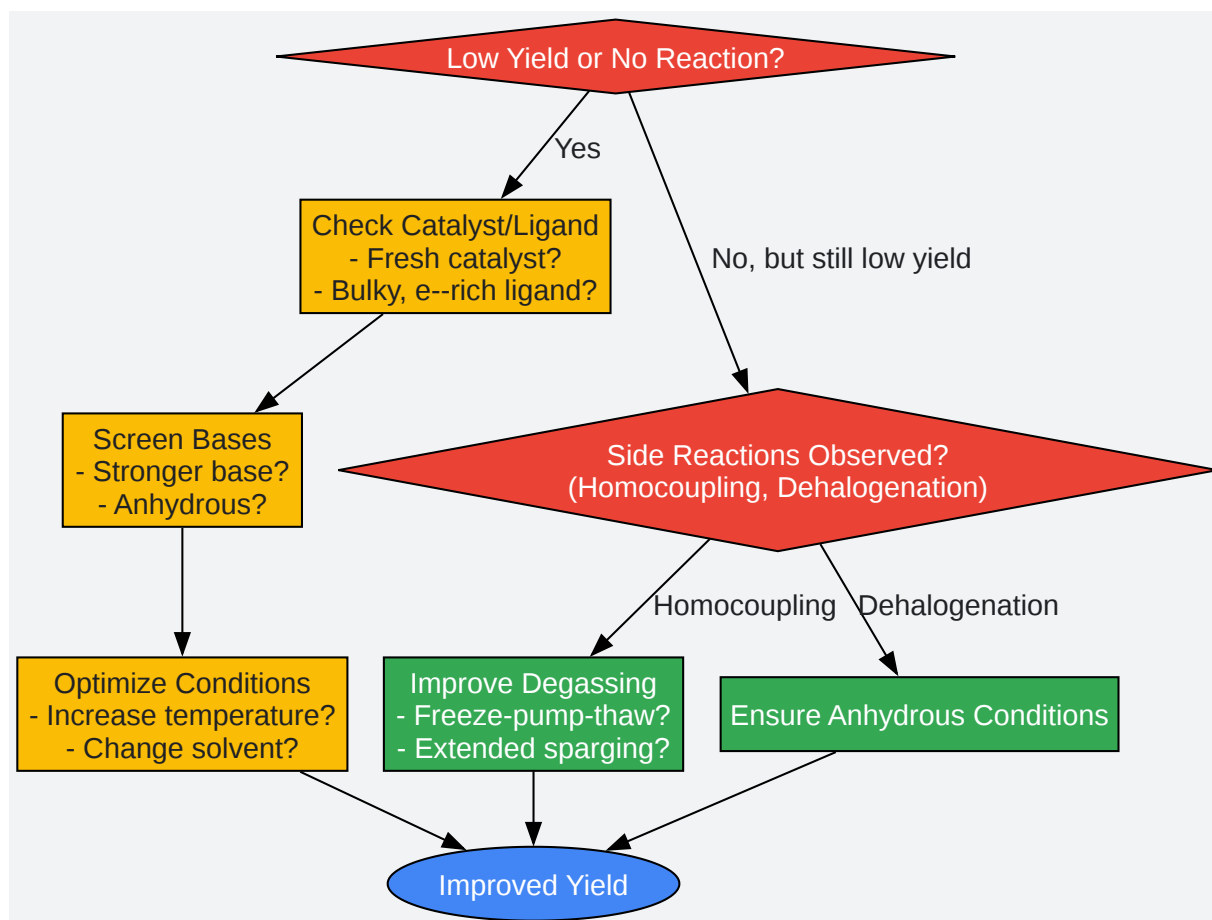 Low Yield or No Reaction?
Yes
Check Catalyst/Ligand
- Fresh catalyst?
- Bulky, e--rich ligand?
No, but still low yield
Screen Bases
- Stronger base?
- Anhydrous?
Side Reactions Observed?
(Homocoupling, Dehalogenation)
Homocoupling
Dehalogenation
Optimize Conditions
- Increase temperature?
- Change solvent?
Improve Degassing
- Freeze-pump-thaw?
- Extended sparging?
Ensure Anhydrous Conditions
Improved Yield